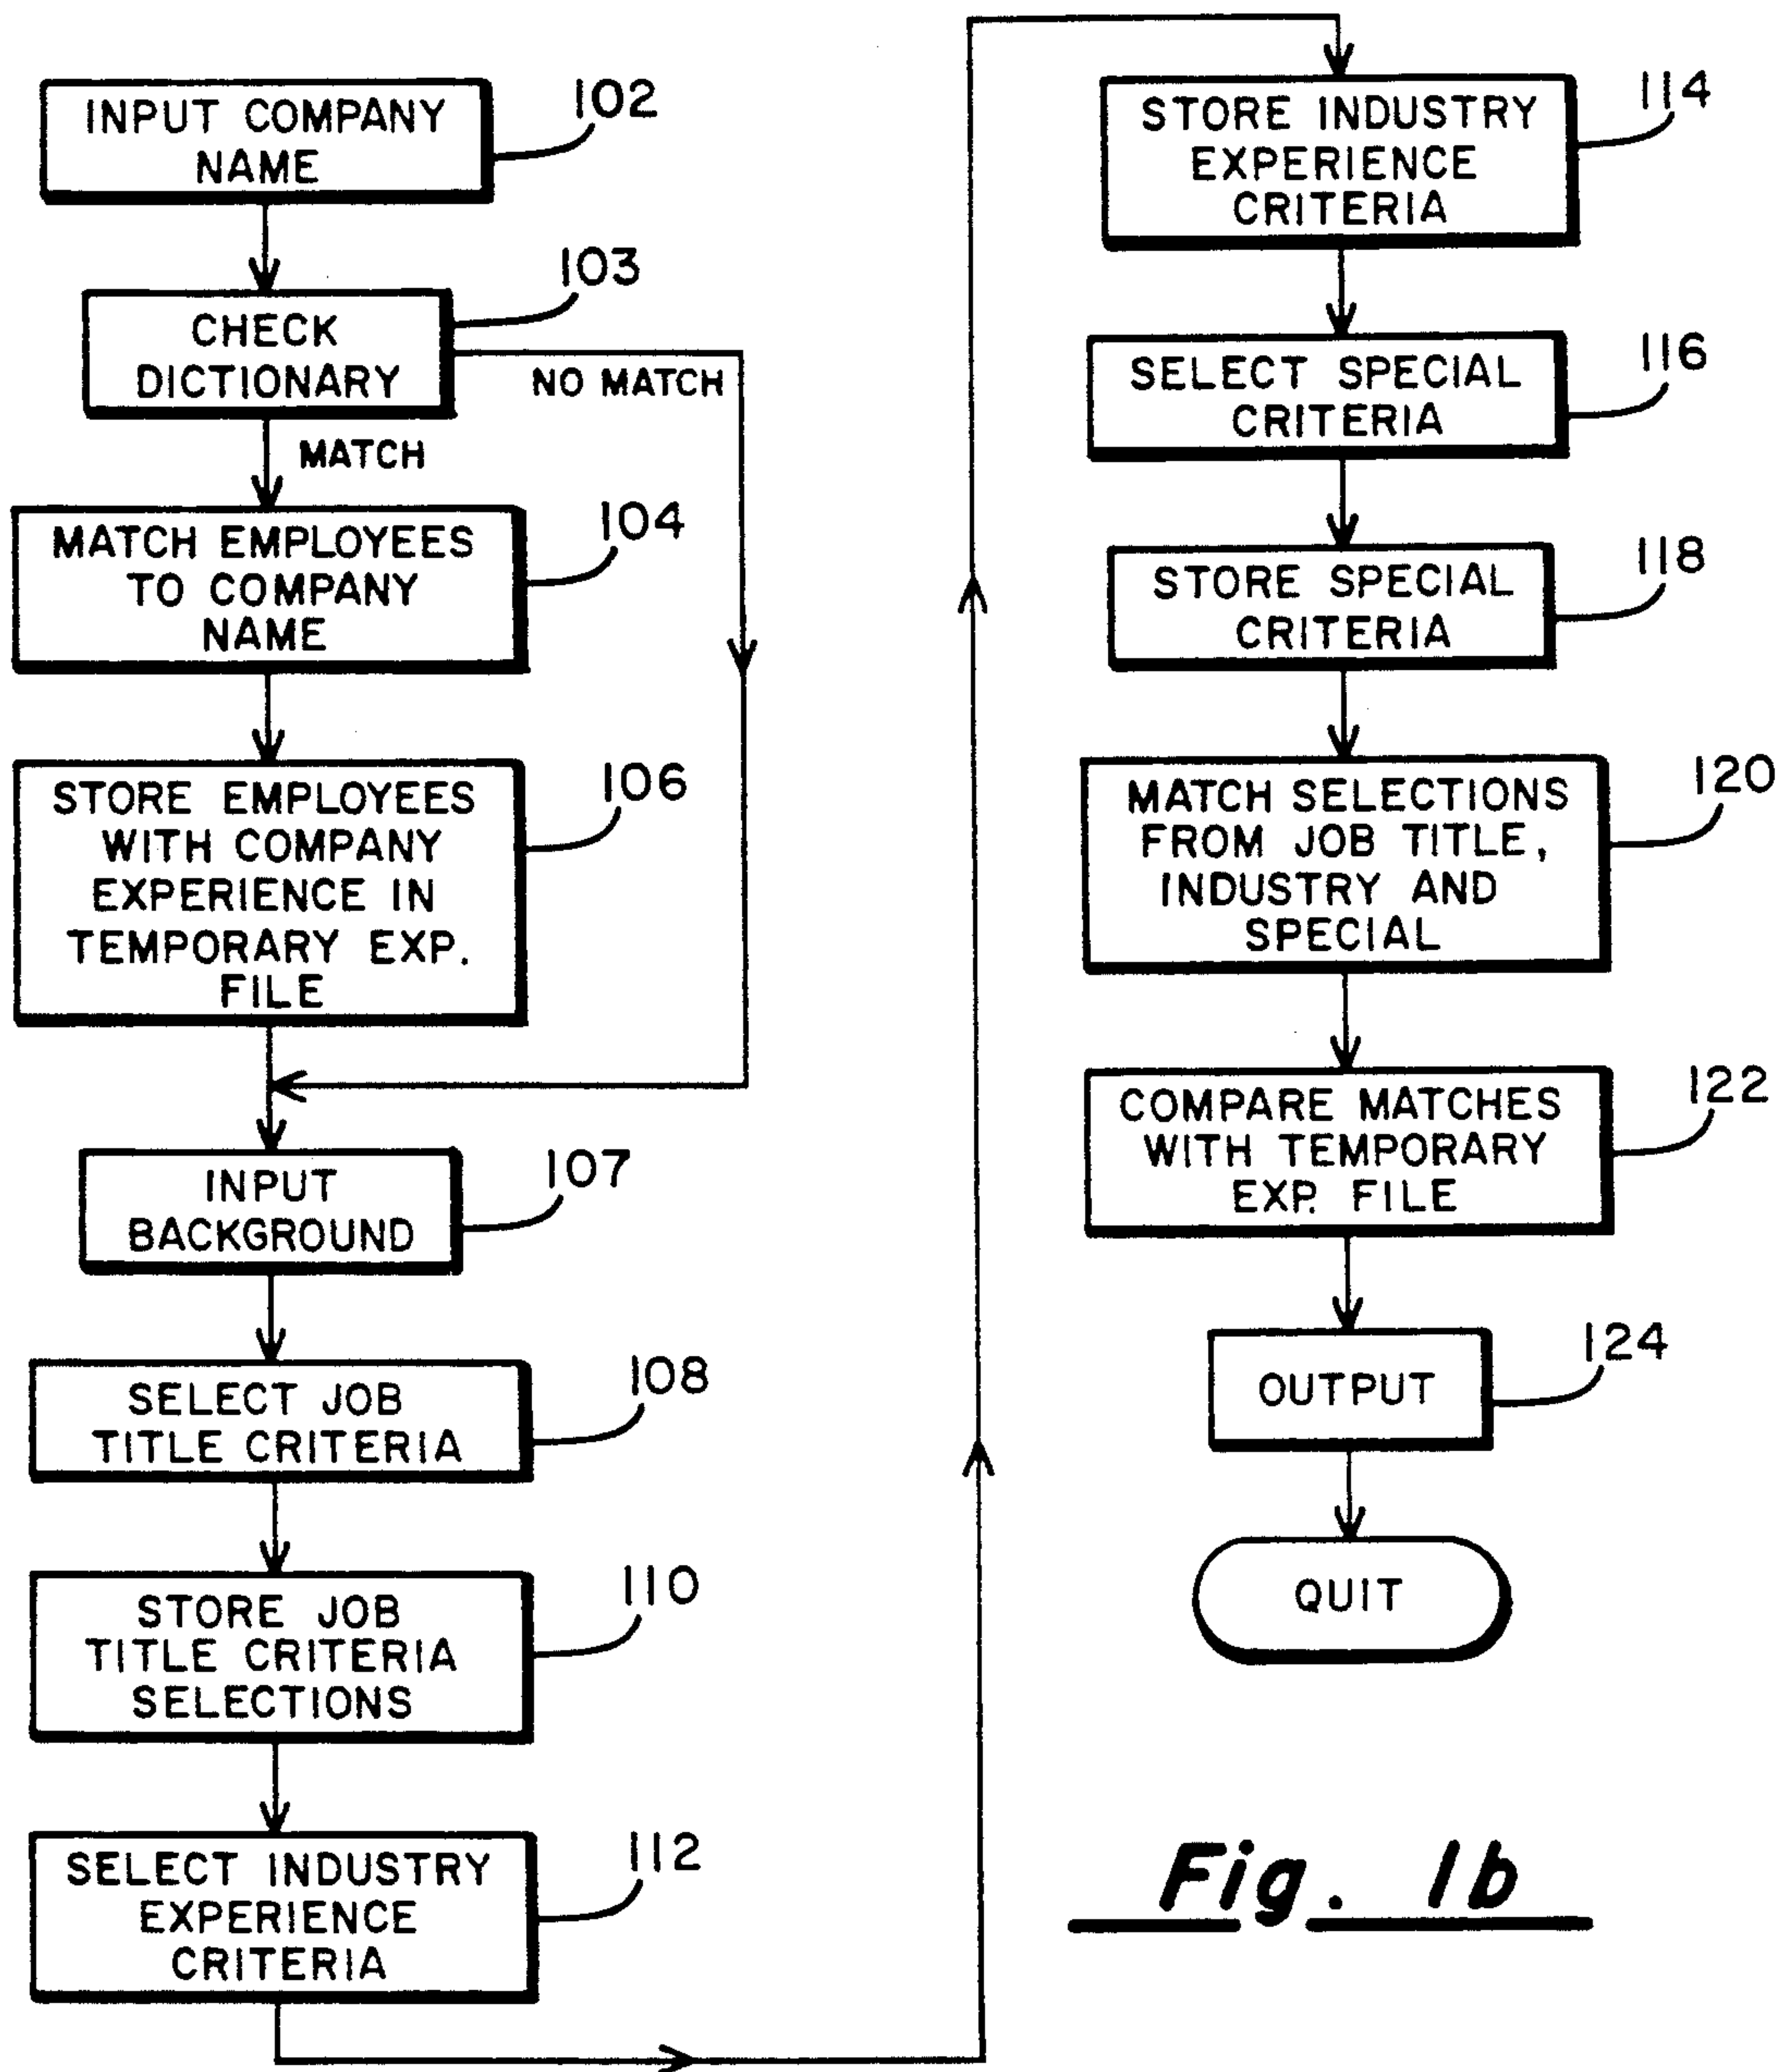 INPUT COMPANY
NAME
102
CHECK
DICTIONARY
103
NO MATCH
MATCH
MATCH EMPLOYEES
TO COMPANY
NAME
104
STORE EMPLOYEES
WITH COMPANY
EXPERIENCE IN
TEMPORARY EXP.
FILE
106
INPUT
BACKGROUND
107
SELECT JOB
TITLE CRITERIA
108
STORE JOB
TITLE CRITERIA
SELECTIONS
110
SELECT INDUSTRY
EXPERIENCE
CRITERIA
112
STORE INDUSTRY
EXPERIENCE
CRITERIA
114
SELECT SPECIAL
CRITERIA
116
STORE SPECIAL
CRITERIA
118
MATCH SELECTIONS
FROM JOB TITLE,
INDUSTRY AND
SPECIAL
120
COMPARE MATCHES
WITH TEMPORARY
EXP. FILE
122
OUTPUT
124
QUIT
Fig. 1b